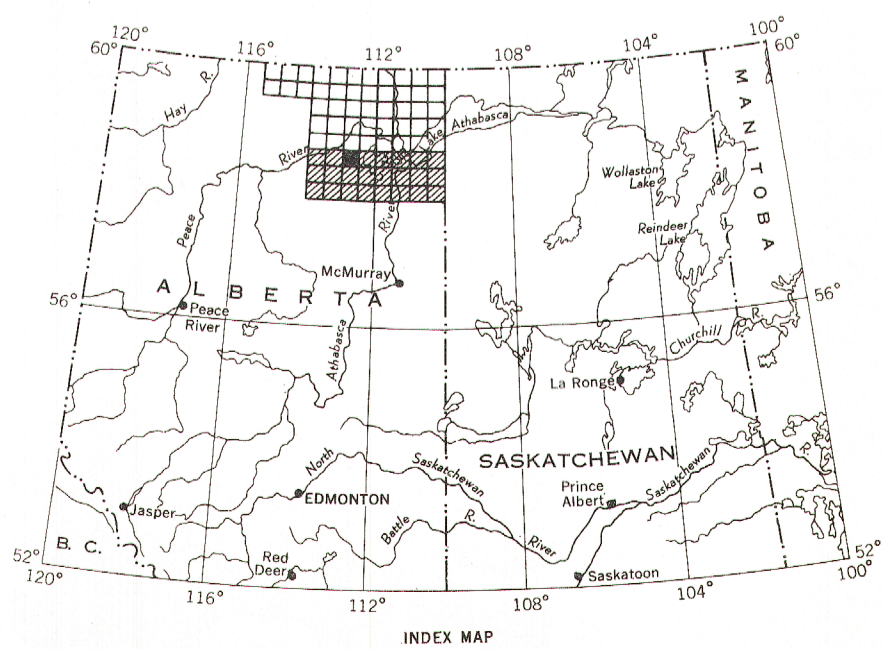 120°
60°
116°
112°
108°
104°
100°
60°
Hay R.
Peace
River
Lake
Athabasca
River
Wollaston
Lake
Reindeer
Lake
MANITOBA
McMurray
ALBERTA
56°
Peace
River
Athabasca
56°
Churchill R.
La Ronge
SASKATCHEWAN
North
Saskatchewan
EDMONTON
Jasper
Prince
Albert
Saskatchewan
R.
Battle R.
River
B. C.
Red
Deer
Saskatoon
52°
120°
116°
112°
108°
104°
52°
100°
INDEX MAP